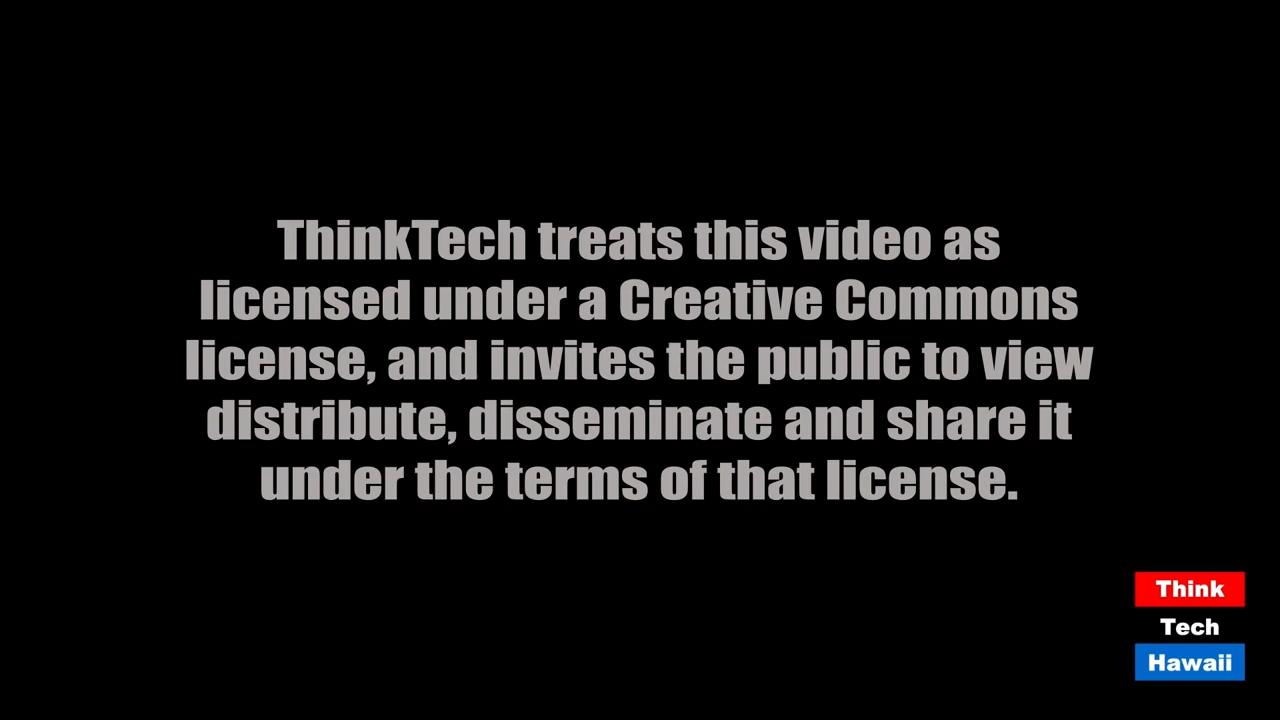 ThinkTech treats this video as
licensed under a Creative Commons
license, and invites the public to view
distribute, disseminate and share it
under the terms of that license.
Think
Tech
Hawaii